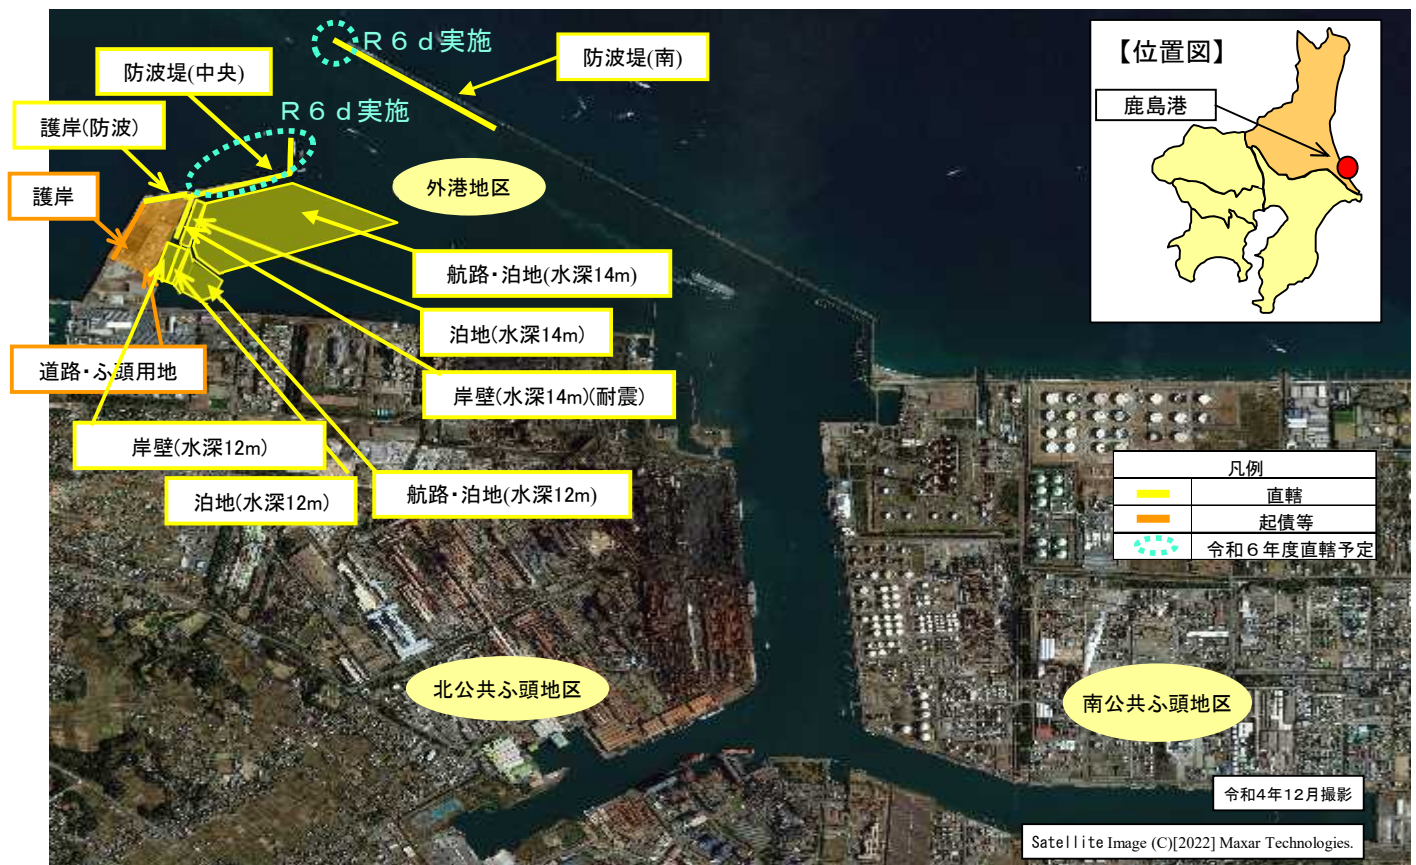 R6d実施
防波堤(南)
【位置図】
防波堤(中央)
鹿島港
R6d実施
護岸(防波)
外港地区
護岸
航路・泊地(水深14m)
泊地(水深14m)
道路・ふ頭用地
岸壁(水深14m)(耐震)
岸壁(水深12m)
泊地(水深12m)
航路・泊地(水深12m)
凡例
直轄
起債等
令和6年度直轄予定
北公共ふ頭地区
南公共ふ頭地区
令和4年12月撮影
Satellite Image (C)[2022] Maxar Technologies.